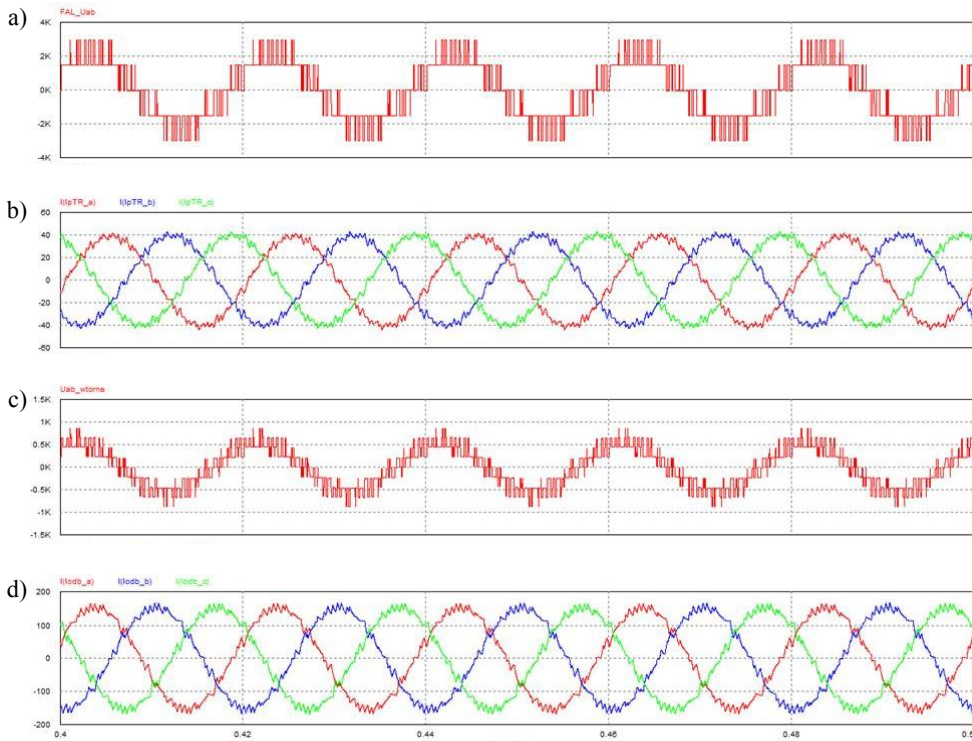 a)
FAL_Uab
4K
2K
0K
-2K
-4K
b)
I(IpTR_a) I(IpTR_b) I(IpTR_c)
60
40
20
0
-20
-40
-60
c)
Uab_wtorne
1.5K
1K
0.5K
0K
-0.5K
-1K
-1.5K
d)
I(Iodb_a) I(Iodb_b) I(Iodb_c)
200
100
0
-100
-200
0.4 0.42 0.44 0.46 0.48